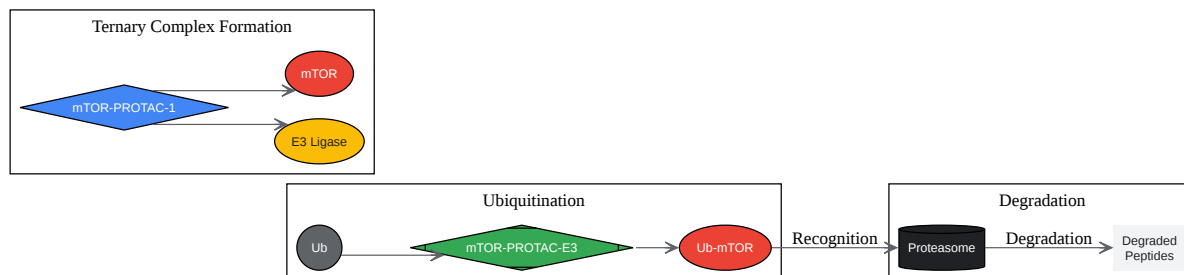 Ternary Complex Formation
mTOR
mTOR-PROTAC-1
E3 Ligase
Ubiquitination
Degradation
Ub
mTOR-PROTAC-E3
Ub-mTOR
Recognition
Proteasome
Degradation
Degraded
Peptides